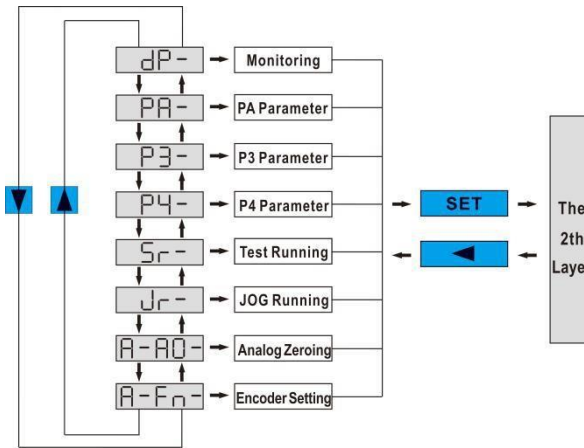 dP-
Monitoring
PA-
PA Parameter
P3-
P3 Parameter
P4-
P4 Parameter
SET
Sr-
Test Running
Jr-
JOG Running
A-A0-
Analog Zeroing
A-Fn-
Encoder Setting
The
2th